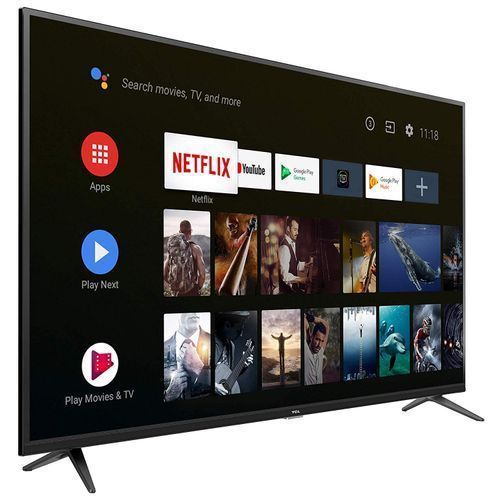 Search movies, TV, and more
3
11:18
Apps
NETFLIX
YouTube
Google Play
Games
Google Play
Music
Netflix
Play Next
Play Movies & TV
TCL